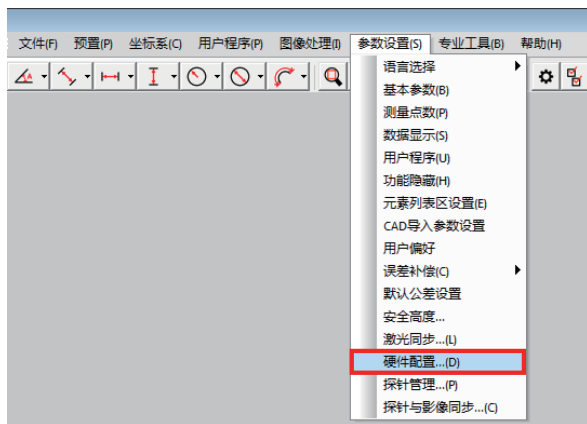 文件(F) 预置(P) 坐标系(C) 用户程序(P) 图像处理(I) 参数设置(S) 专业工具(B) 帮助(H)
语言选择
基本参数(B)
测量点数(P)
数据显示(S)
用户程序(U)
功能隐藏(H)
元素列表区设置(E)
CAD导入参数设置
用户偏好
误差补偿(C)
默认公差设置
安全高度...
激光同步...(L)
硬件配置...(D)
探针管理...(P)
探针与影像同步...(C)